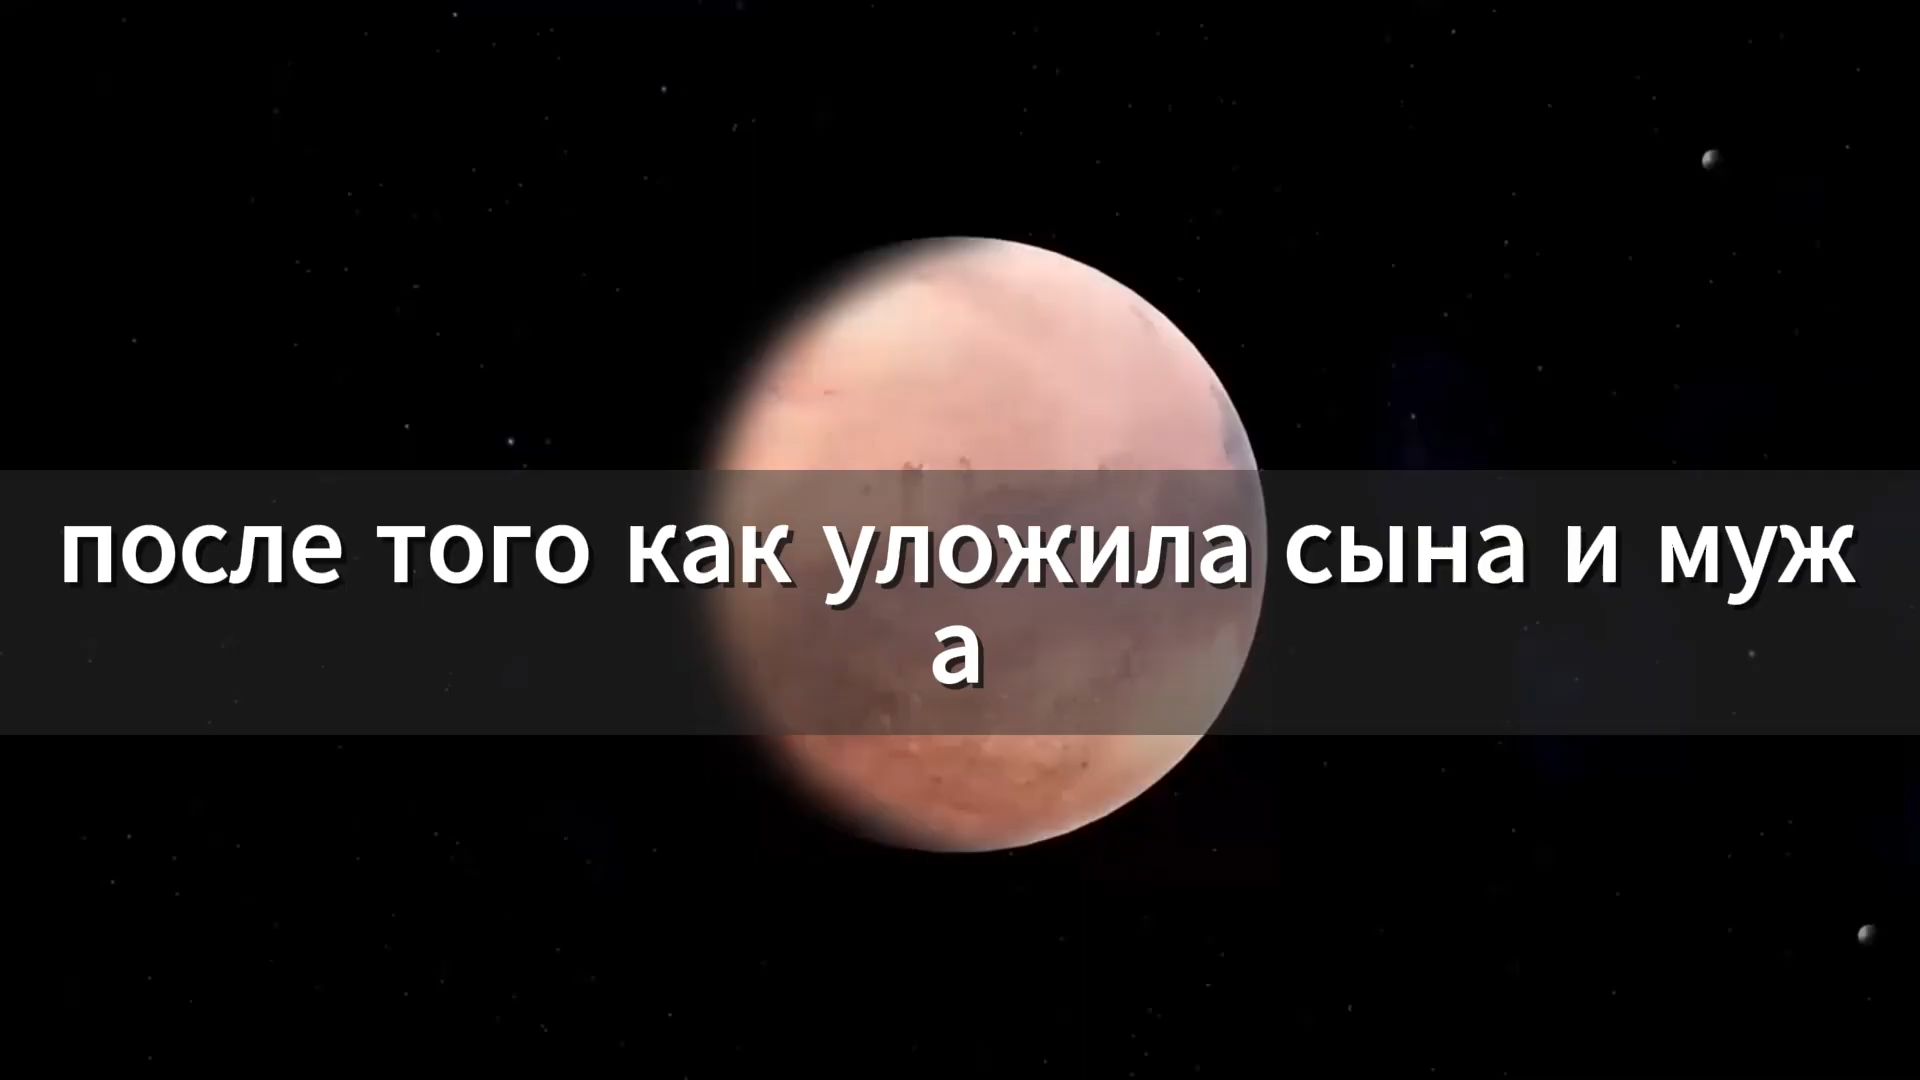 после того как уложила сына и муж
а